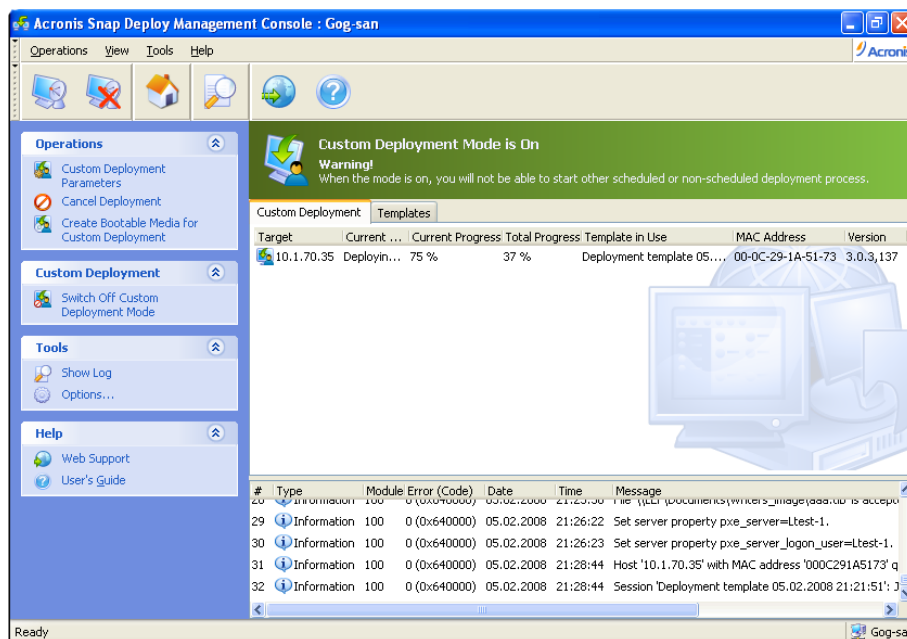 Acronis Snap Deploy Management Console : Gog-san
Operations View Tools Help
Acronis
Operations
Custom Deployment
Parameters
Cancel Deployment
Create Bootable Media for
Custom Deployment
Custom Deployment
Switch Off Custom
Deployment Mode
Tools
Show Log
Options...
Help
Web Support
User's Guide
Custom Deployment Mode is On
Warning!
When the mode is on, you will not be able to start other scheduled or non-scheduled deployment process.
Custom Deployment Templates
Target Current ... Current Progress Total Progress Template in Use MAC Address Version
10.1.70.35 Deployin... 75 % 37 % Deployment template 05.... 00-0C-29-1A-51-73 3.0.3,137
# Type Module Error (Code) Date Time Message
28 Information 100 0 (0x640000) 05.02.2008
29 Information 100 0 (0x640000) 05.02.2008 21:26:22 Set server property pxe_server=Ltest-1.
30 Information 100 0 (0x640000) 05.02.2008 21:26:23 Set server property pxe_server_logon_user=Ltest-1.
31 Information 100 0 (0x640000) 05.02.2008 21:28:44 Host '10.1.70.35' with MAC address '000C291A5173' q
32 Information 100 0 (0x640000) 05.02.2008 21:28:44 Session 'Deployment template 05.02.2008 21:21:51': J
Ready Gog-sa